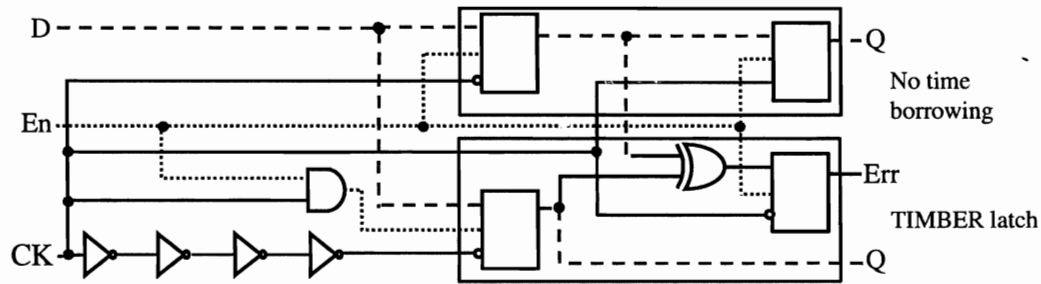 D
Q
No time
borrowing
En
Err
TIMBER latch
CK
Q